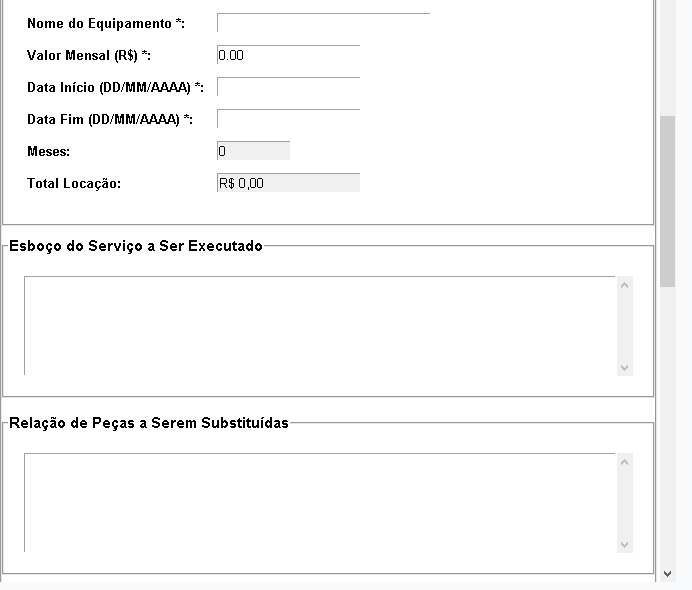 Nome do Equipamento *:
Valor Mensal (R$) *: 0.00
Data Início (DD/MM/AAAA) *:
Data Fim (DD/MM/AAAA) *:
Meses: 0
Total Locação: R$ 0,00
Esboço do Serviço a Ser Executado
Relação de Peças a Serem Substituídas